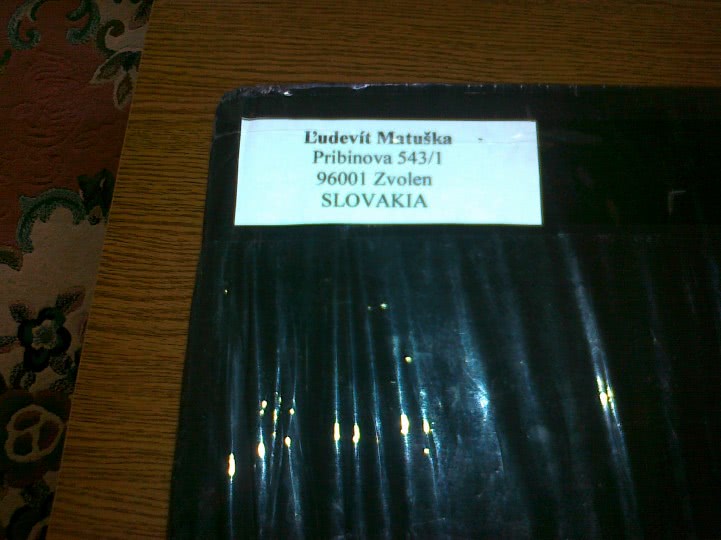 Ľudevít Matuška
Pribinova 543/1
96001 Zvolen
SLOVAKIA